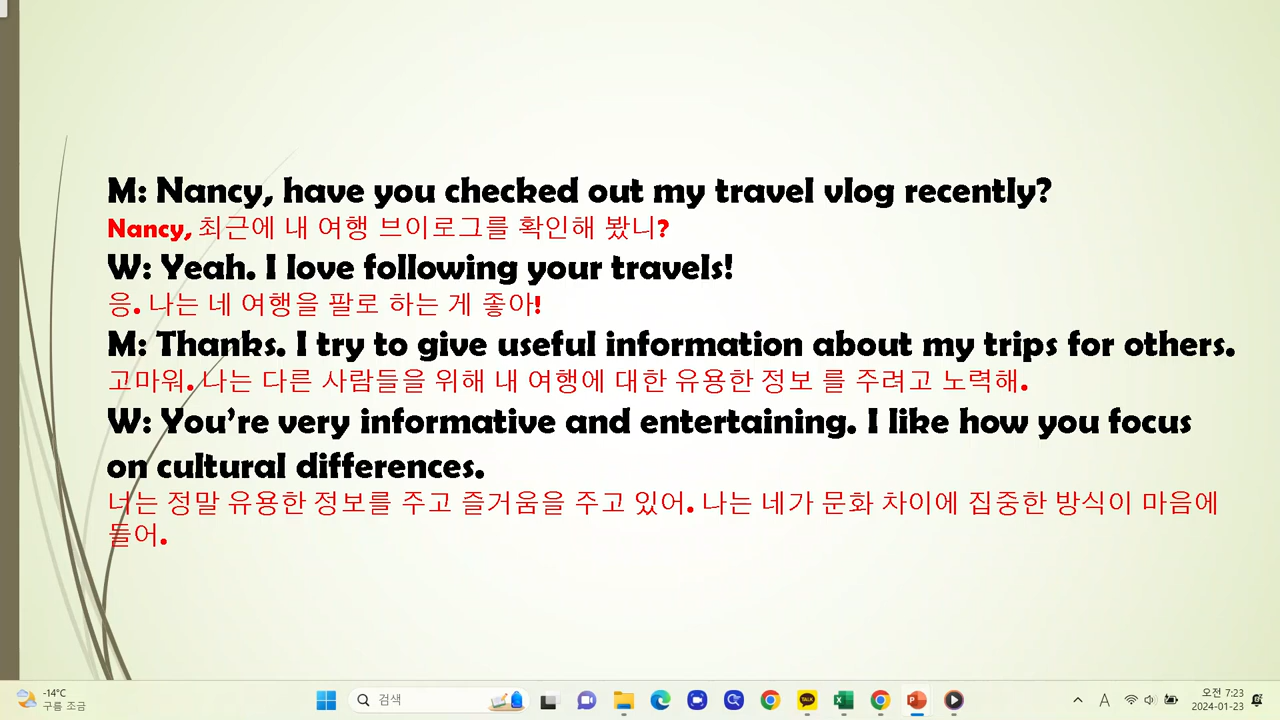 M: Nancy, have you checked out my travel vlog recently?
Nancy, 최근에 내 여행 브이로그를 확인해 봤니?
W: Yeah. I love following your travels!
응. 나는 네 여행을 팔로 하는 게 좋아!
M: Thanks. I try to give useful information about my trips for others.
고마워. 나는 다른 사람들을 위해 내 여행에 대한 유용한 정보 를 주려고 노력해.
W: You're very informative and entertaining. I like how you focus
on cultural differences.
너는 정말 유용한 정보를 주고 즐거움을 주고 있어. 나는 네가 문화 차이에 집중한 방식이 마음에
들어.
-14°C
구름 조금
검색
TALK
A
오전 7:23
2024-01-23